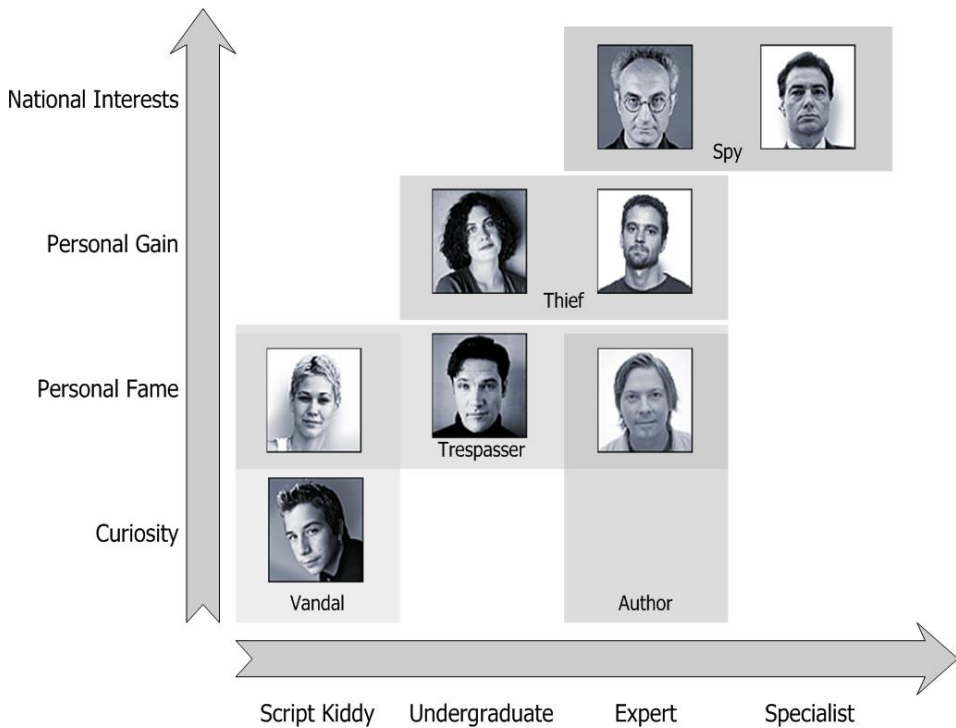 National Interests
Spy
Personal Gain
Thief
Personal Fame
Trespasser
Curiosity
Vandal
Author
Script Kiddy
Undergraduate
Expert
Specialist